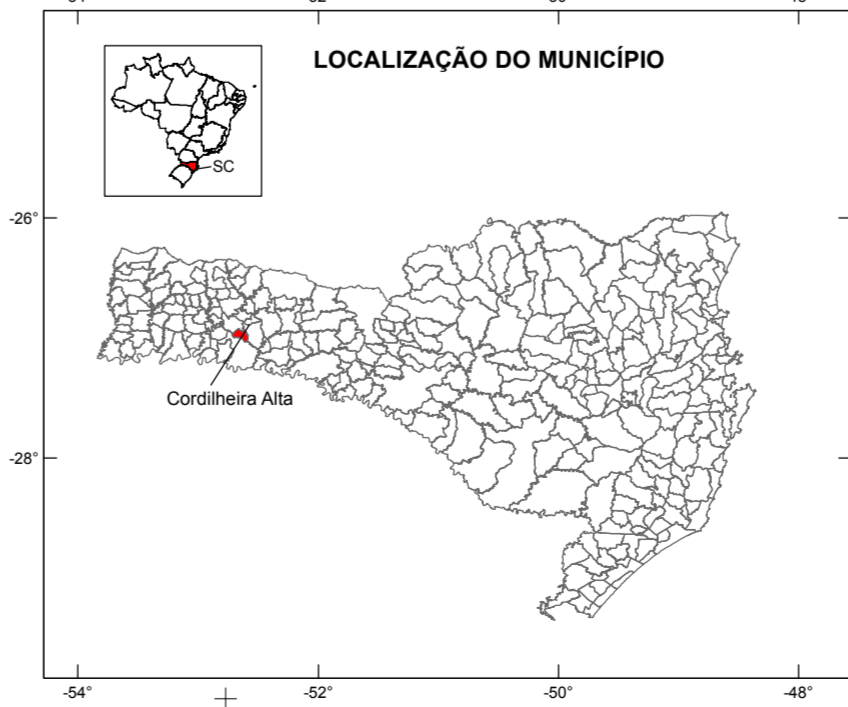 LOCALIZAÇÃO DO MUNICÍPIO
SC
-26°
Cordilheira Alta
-28°
-54° -52° -50° -48°